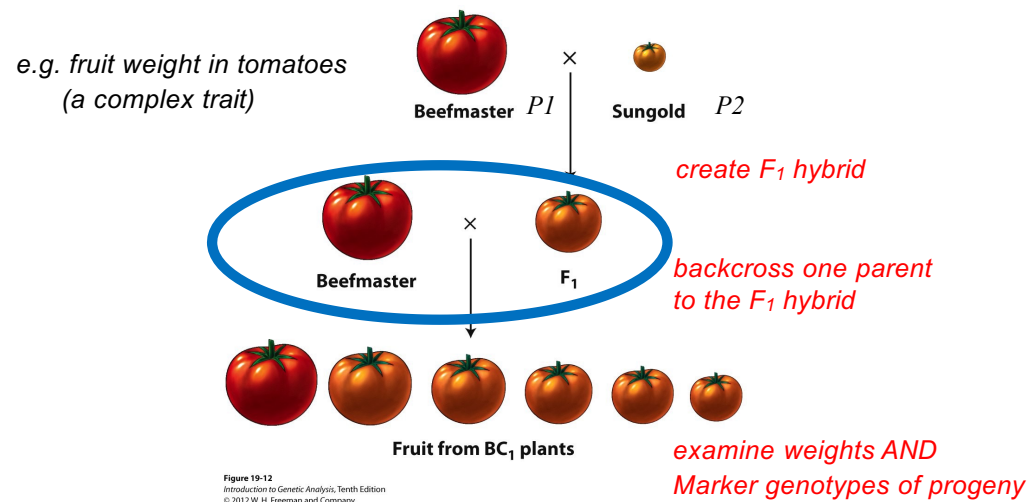 e.g. fruit weight in tomatoes
(a complex trait)
×
Beefmaster P1 Sungold P2
create F₁ hybrid
×
Beefmaster F₁
backcross one parent
to the F₁ hybrid
Fruit from BC₁ plants
examine weights AND
Marker genotypes of progeny
Figure 19-12
Introduction to Genetic Analysis, Tenth Edition
© 2012 W. H. Freeman and Company